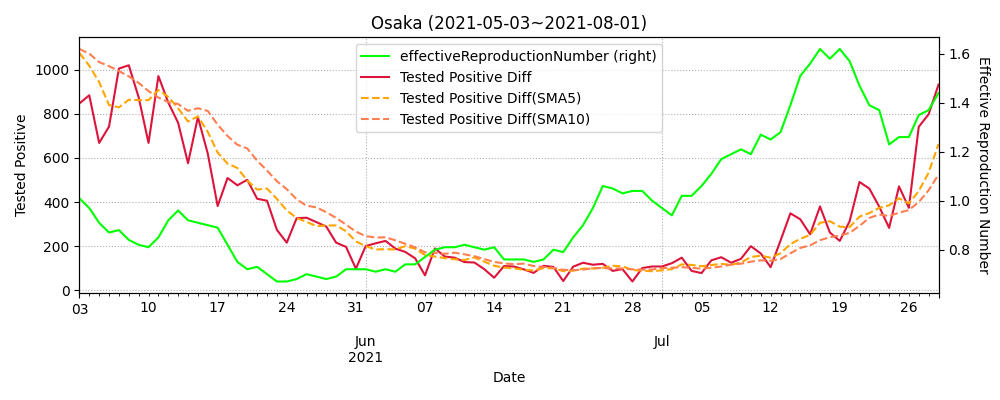 Osaka (2021-05-03~2021-08-01)
effectiveReproductionNumber (right)
Tested Positive Diff
Tested Positive Diff(SMA5)
Tested Positive Diff(SMA10)
Tested Positive
1000
800
600
400
200
0
Effective Reproduction Number
1.6
1.4
1.2
1.0
0.8
03 10 17 24 31 07 14 21 28 05 12 19 26
Jun Jul
2021
Date